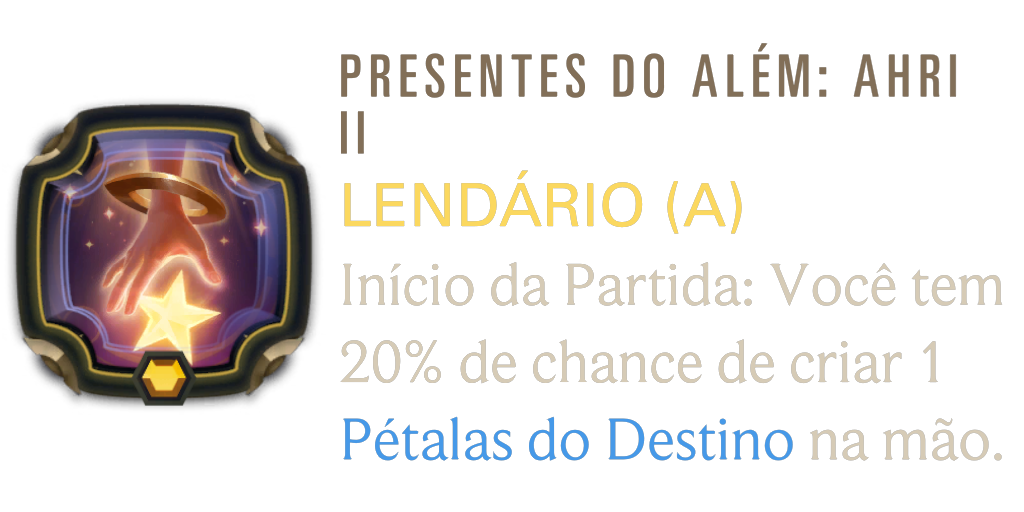 PRESENTES DO ALÉM: AHRI
II
LENDÁRIO (A)
Início da Partida: Você tem
20% de chance de criar 1
Pétalas do Destino na mão.